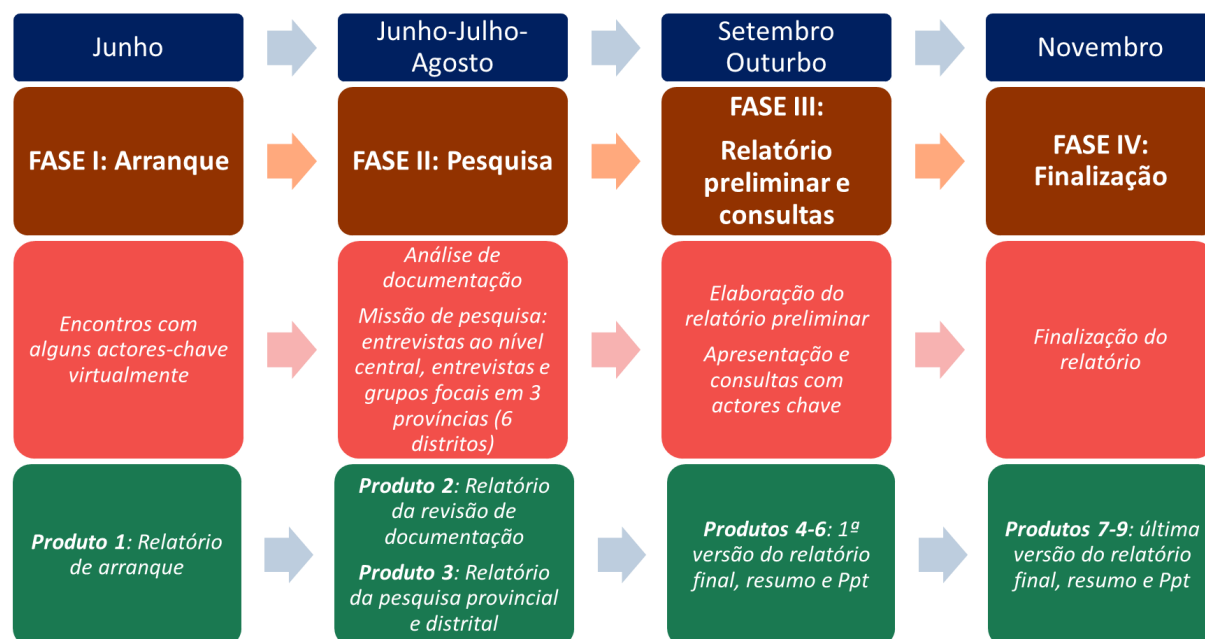 Junho
Junho-Julho-
Agosto
Setembro
Outurbo
Novembro
FASE I: Arranque
FASE II: Pesquisa
FASE III:
Relatório
preliminar e
consultas
FASE IV:
Finalização
Encontros com
alguns actores-chave
virtualmente
Análise de
documentação
Missão de pesquisa:
entrevistas ao nível
central, entrevistas e
grupos focais em 3
províncias (6
distritos)
Elaboração do
relatório preliminar
Apresentação e
consultas com
actores chave
Finalização do
relatório
Produto 1: Relatório
de arranque
Produto 2: Relatório
da revisão de
documentação
Produto 3: Relatório
da pesquisa provincial
e distrital
Produtos 4-6: 1ª
versão do relatório
final, resumo e Ppt
Produtos 7-9: última
versão do relatório
final, resumo e Ppt